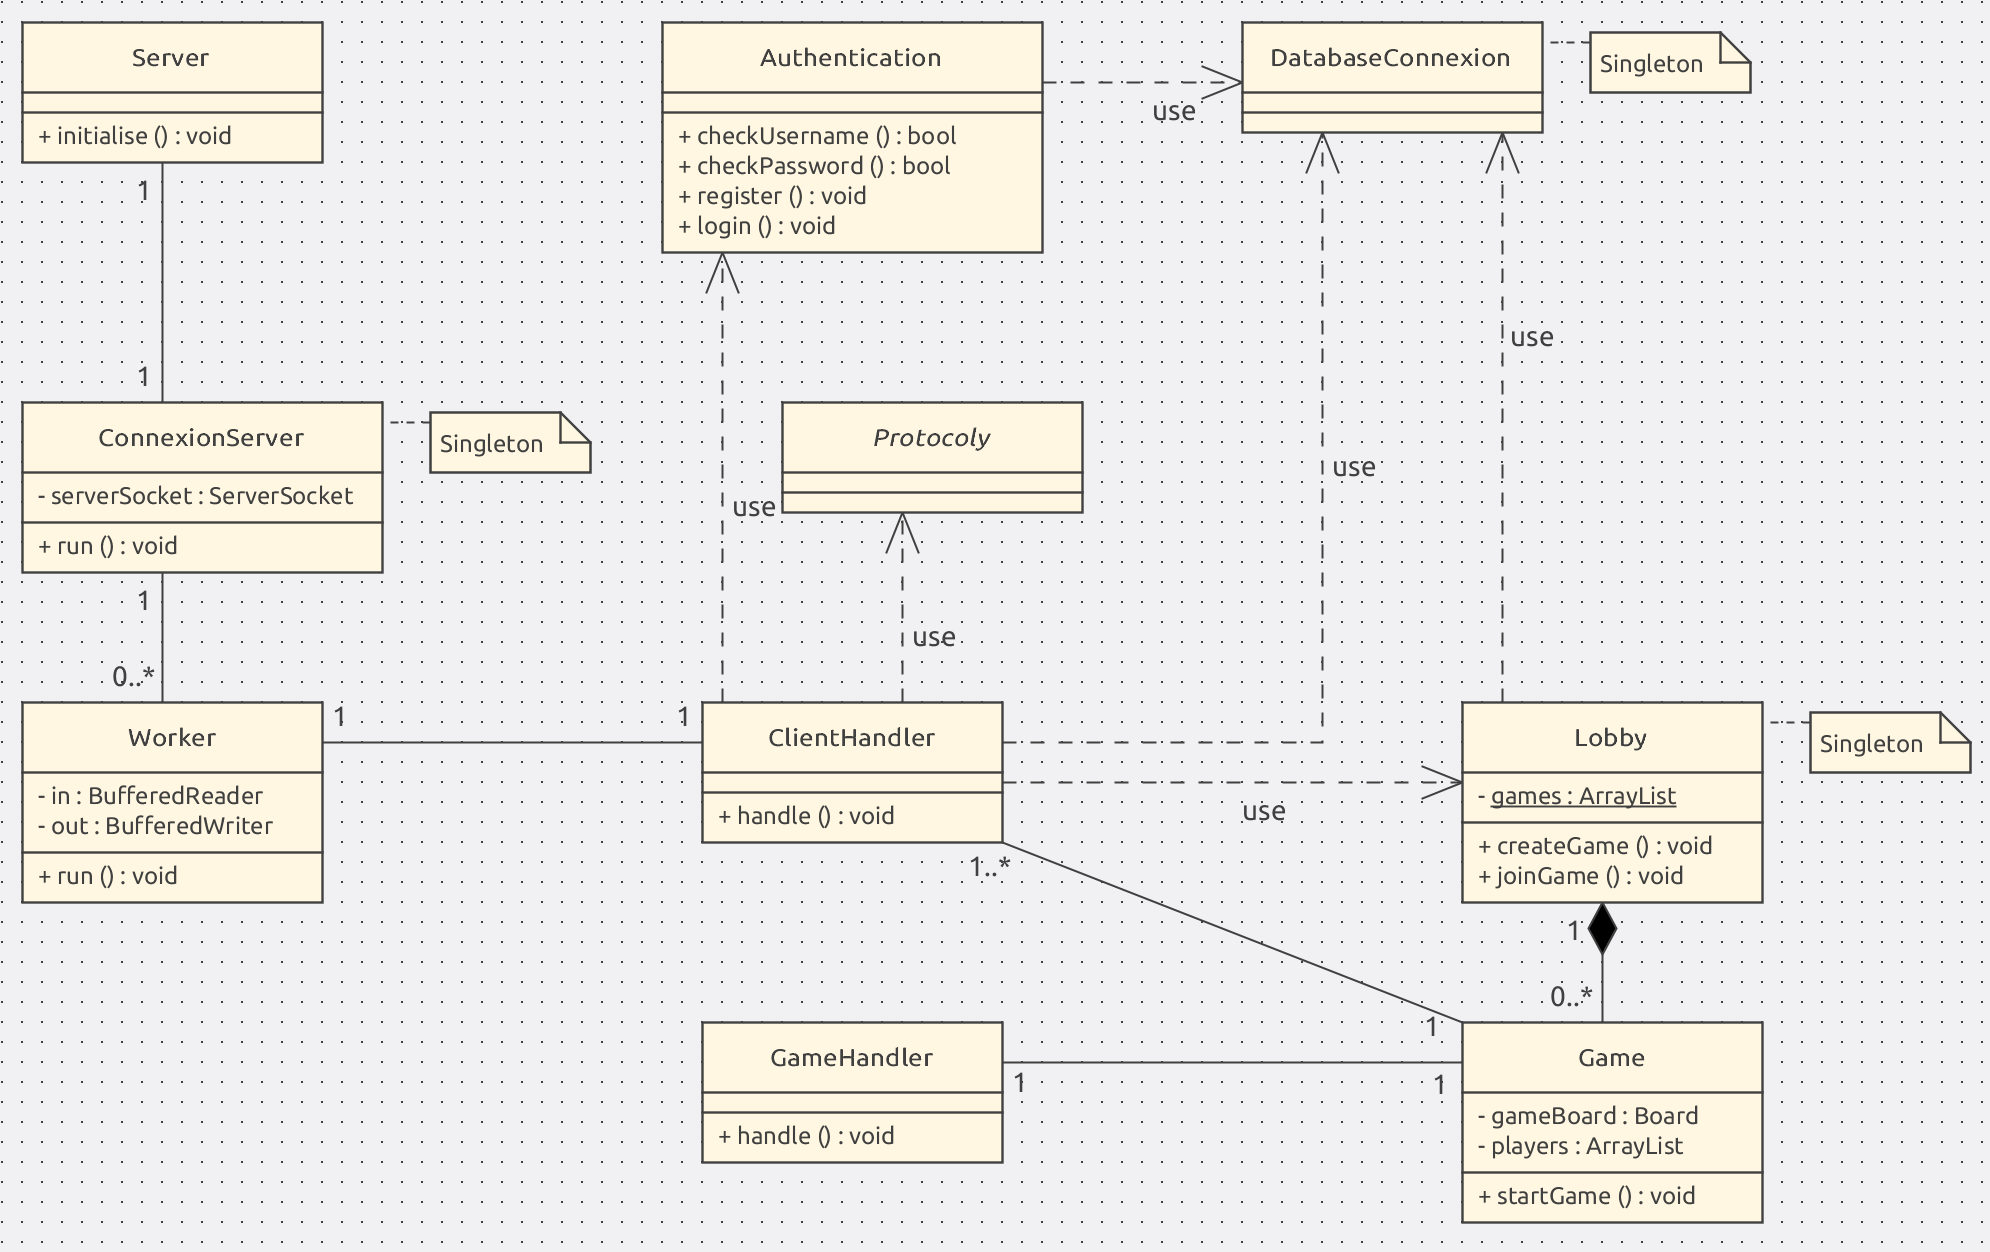 Server
+ initialise () : void
1
1
ConnexionServer
- serverSocket : ServerSocket
+ run () : void
Singleton
1
0..*
Worker
- in : BufferedReader
- out : BufferedWriter
+ run () : void
1
1
Authentication
+ checkUsername () : bool
+ checkPassword () : bool
+ register () : void
+ login () : void
use
DatabaseConnexion
Singleton
use
use
use
Protocoly
use
ClientHandler
+ handle () : void
use
1..*
1
Lobby
- games : ArrayList
+ createGame () : void
+ joinGame () : void
Singleton
1
0..*
GameHandler
+ handle () : void
1
1
Game
- gameBoard : Board
- players : ArrayList
+ startGame () : void